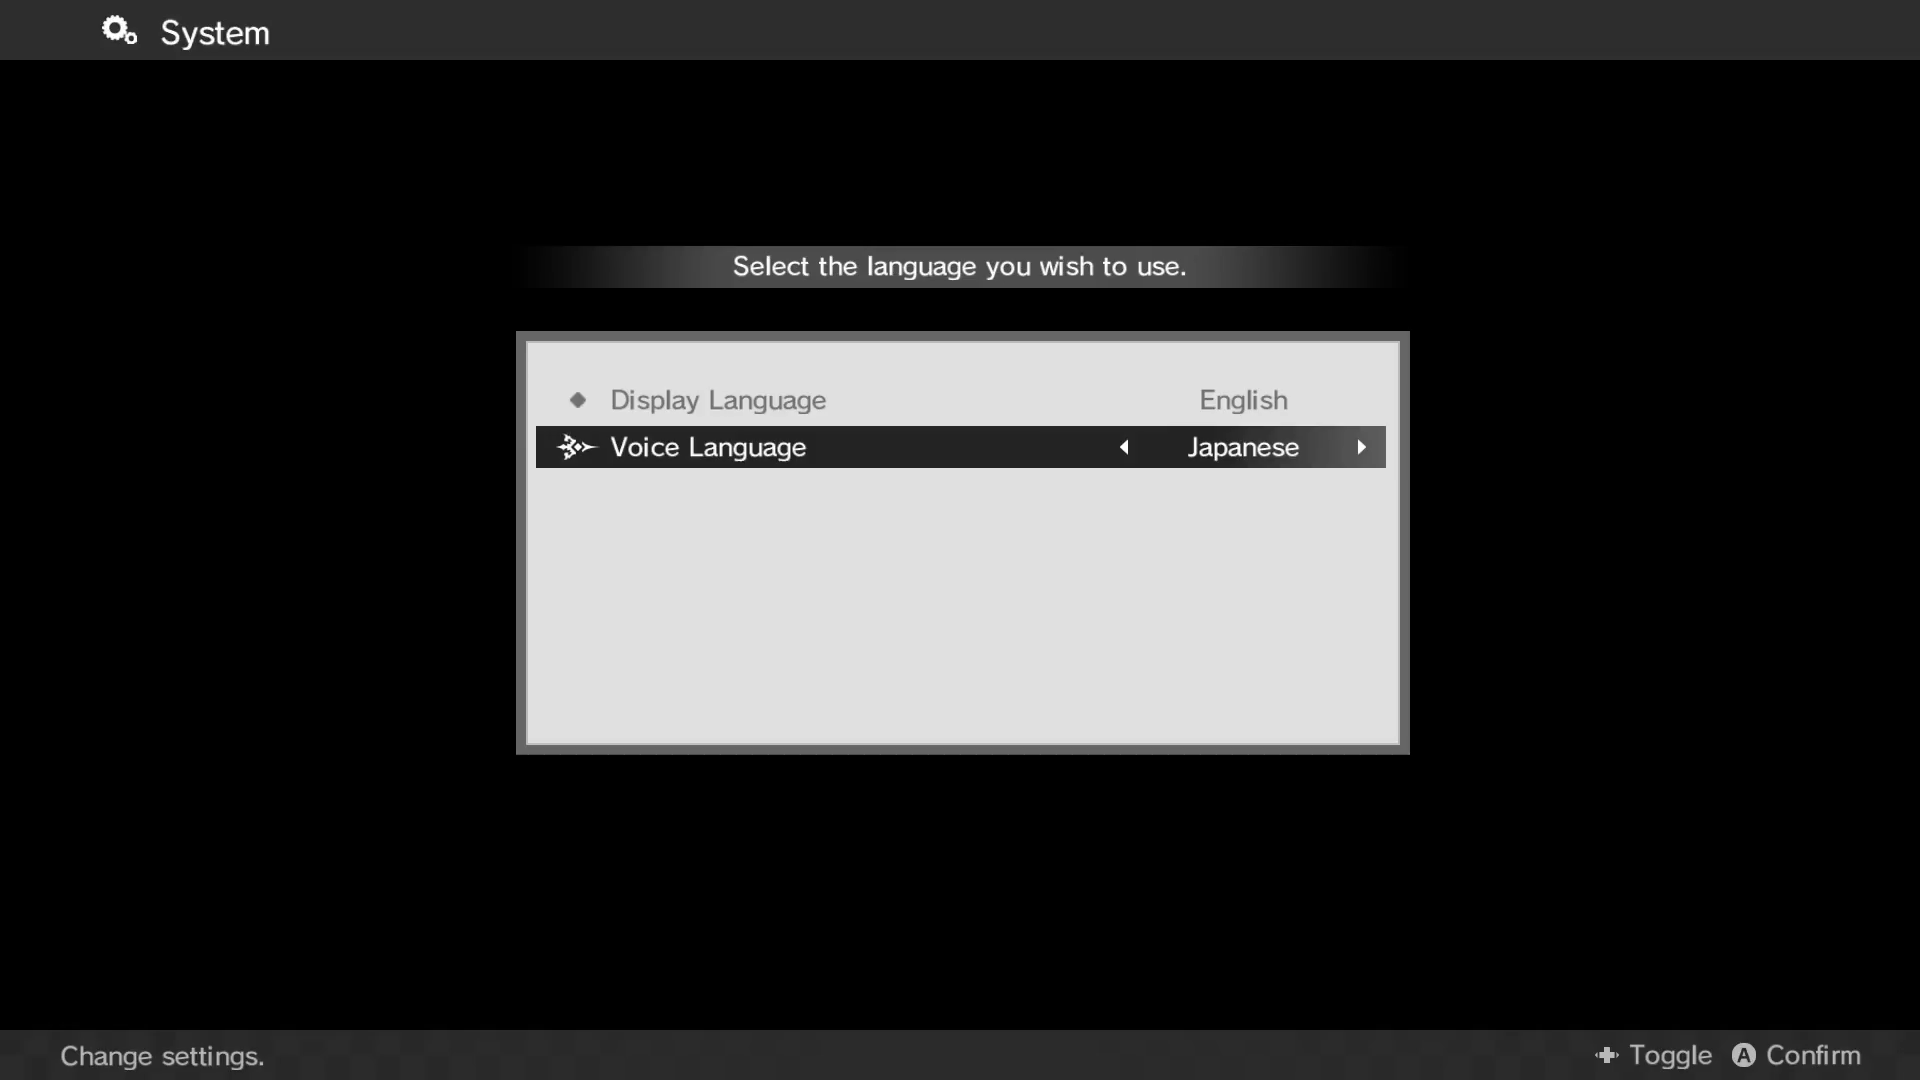 System
Select the language you wish to use.
Display Language English
Voice Language Japanese
Change settings. Toggle A Confirm